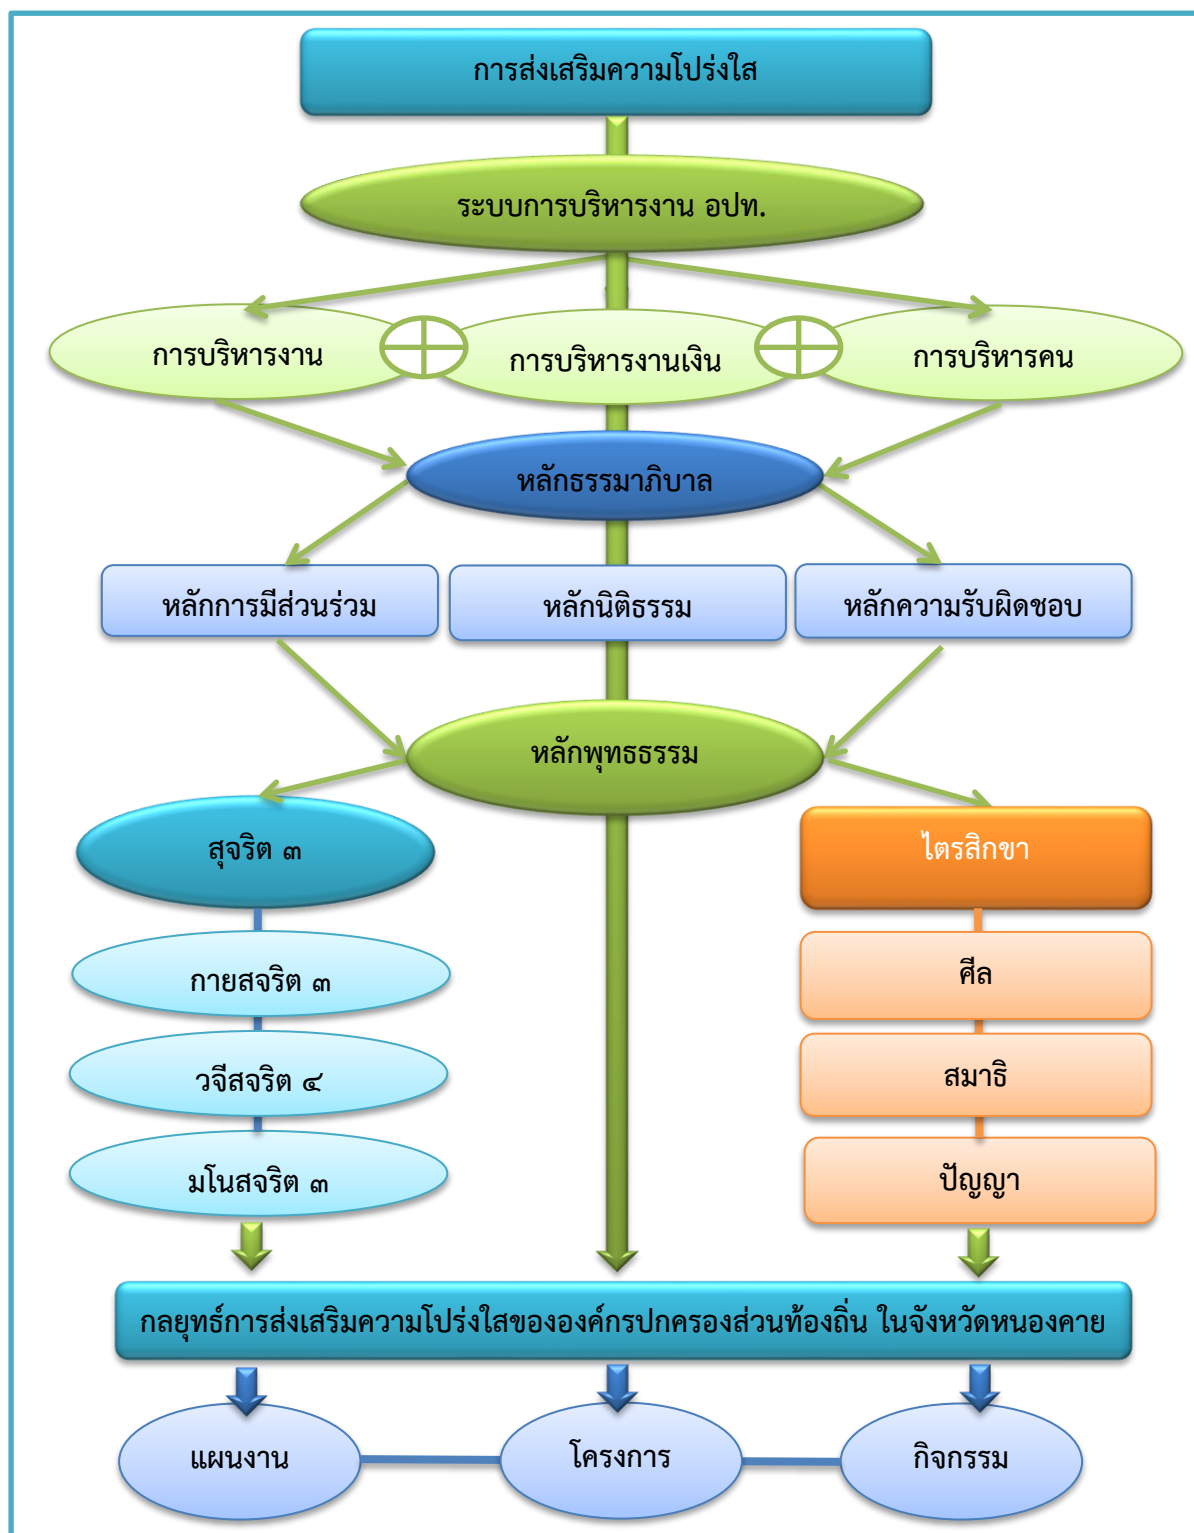 การส่งเสริมความโปร่งใส
ระบบการบริหารงาน อปท.
การบริหารงาน
การบริหารงานเงิน
การบริหารคน
หลักธรรมาภิบาล
หลักการมีส่วนร่วม
หลักนิติธรรม
หลักความรับผิดชอบ
หลักพุทธธรรม
สุจริต ๓
ไตรสิกขา
กายสจริต ๓
ศีล
วจีสจริต ๔
สมาธิ
มโนสจริต ๓
ปัญญา
กลยุทธ์การส่งเสริมความโปร่งใสขององค์กรปกครองส่วนท้องถิ่น ในจังหวัดหนองคาย
แผนงาน
โครงการ
กิจกรรม